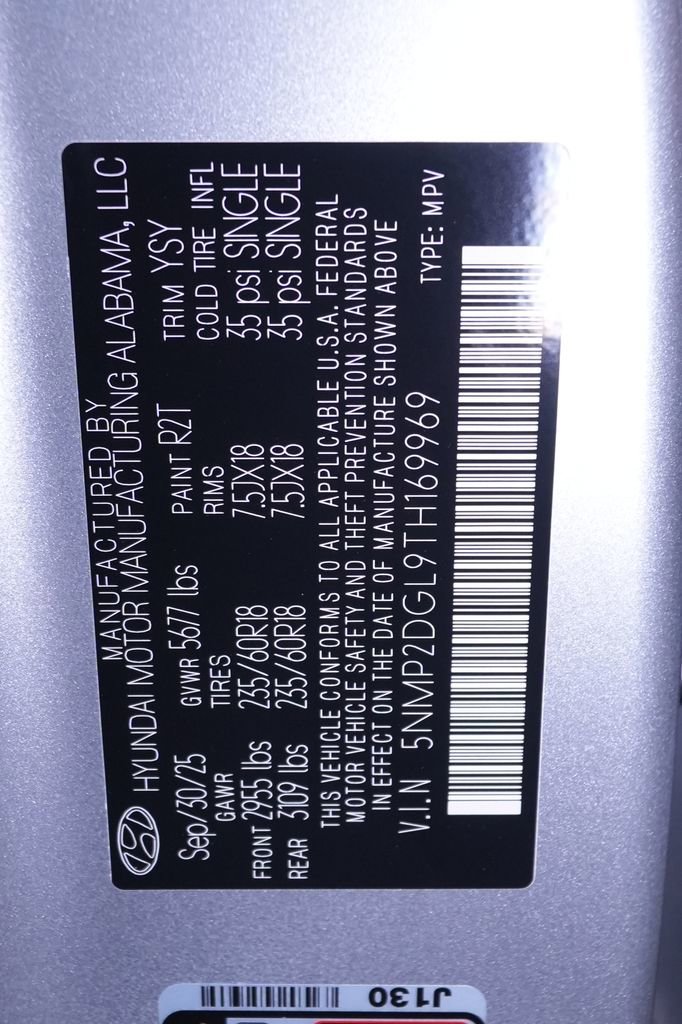 MANUFACTURED BY
HYUNDAI MOTOR MANUFACTURING ALABAMA, LLC
Sep/30/25 GVWR 5677 lbs PAINT R2T TRIM YSY
GAWR TIRES RIMS COLD TIRE INFL
FRONT 2955 lbs 235/60R18 7.5JX18 35 psi SINGLE
REAR 3109 lbs 235/60R18 7.5JX18 35 psi SINGLE
THIS VEHICLE CONFORMS TO ALL APPLICABLE U.S.A. FEDERAL
MOTOR VEHICLE SAFETY AND THEFT PREVENTION STANDARDS
IN EFFECT ON THE DATE OF MANUFACTURE SHOWN ABOVE
V.I.N 5NMP2DGL9TH169969 TYPE: MPV
J130